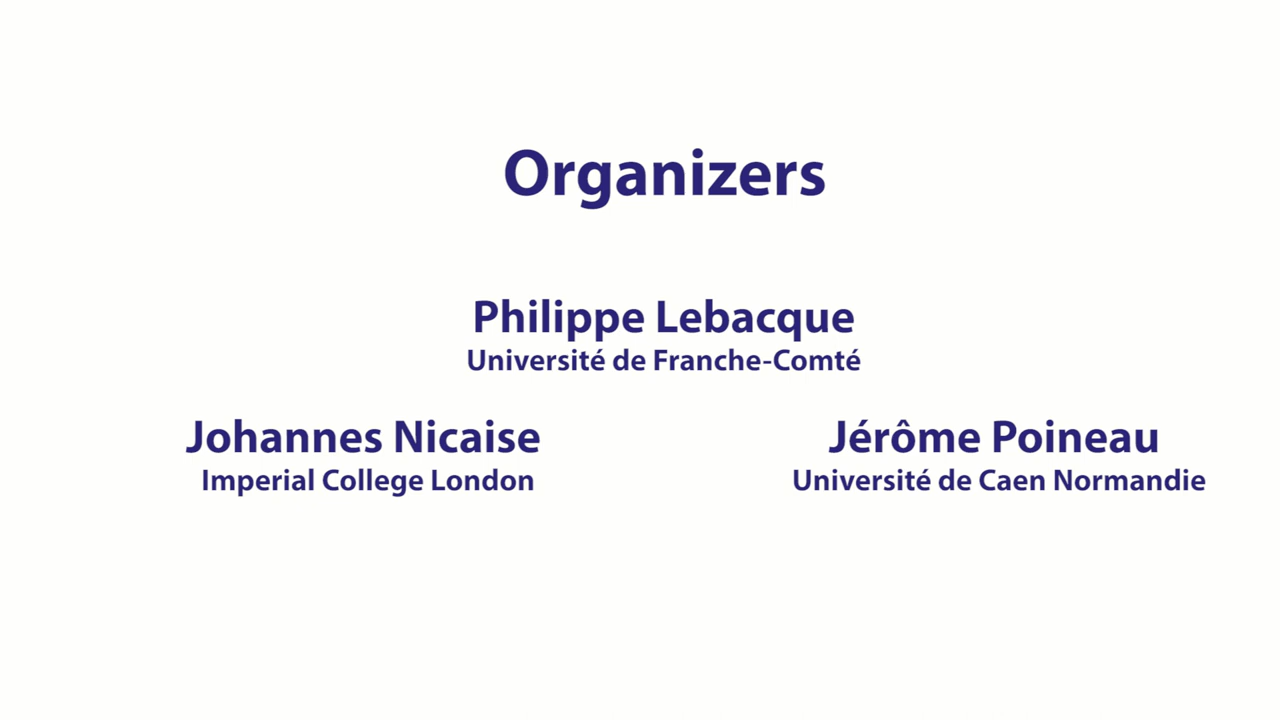 Organizers
Philippe Lebacque
Université de Franche-Comté
Johannes Nicaise
Imperial College London
Jérôme Poineau
Université de Caen Normandie